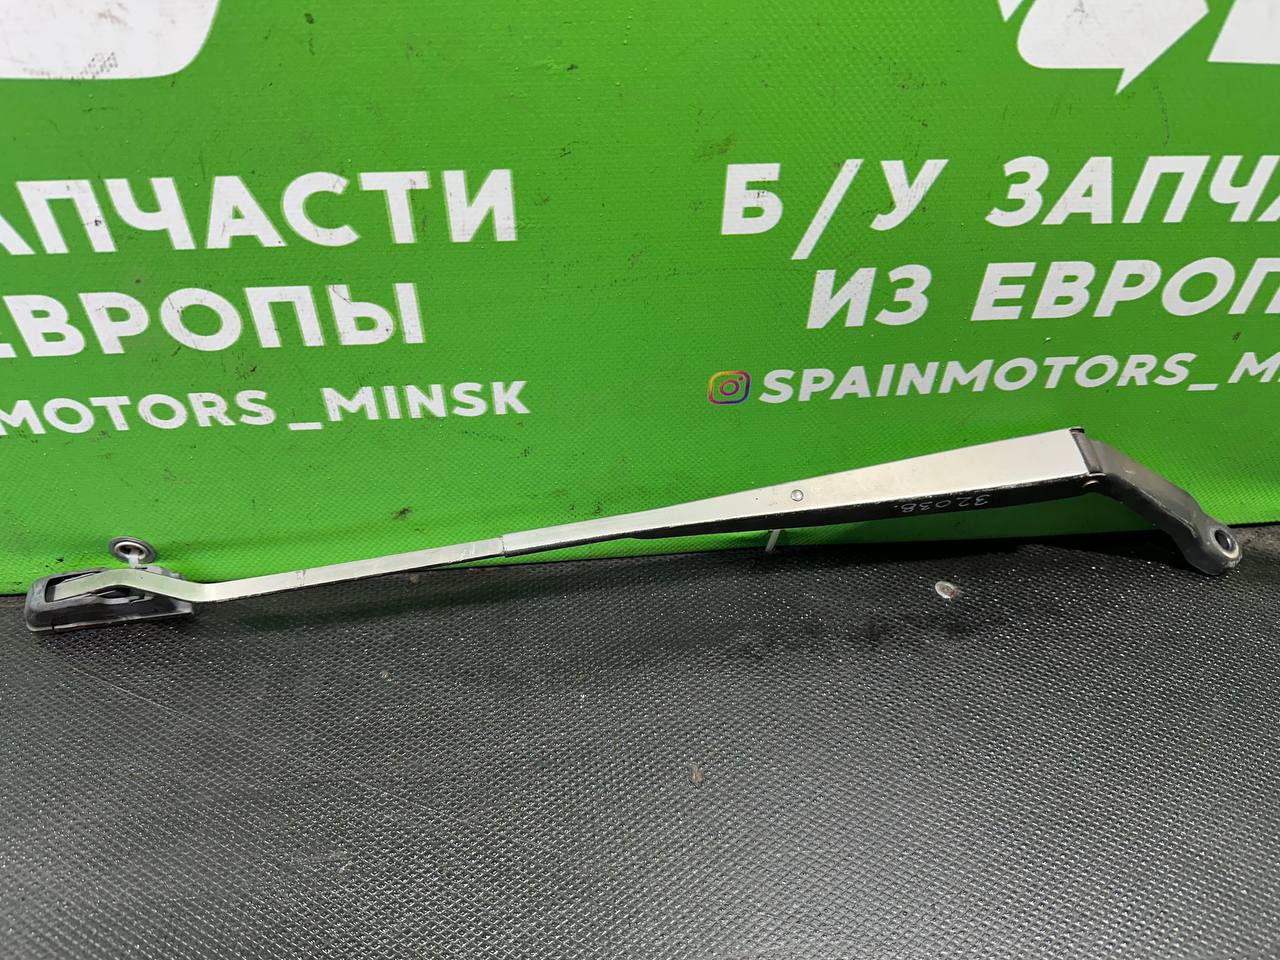 АПЧАСТИ
ЕВРОПЫ
MOTORS_MINSK
Б/У ЗАПЧА
ИЗ ЕВРОП
SPAINMOTORS_M
32038.